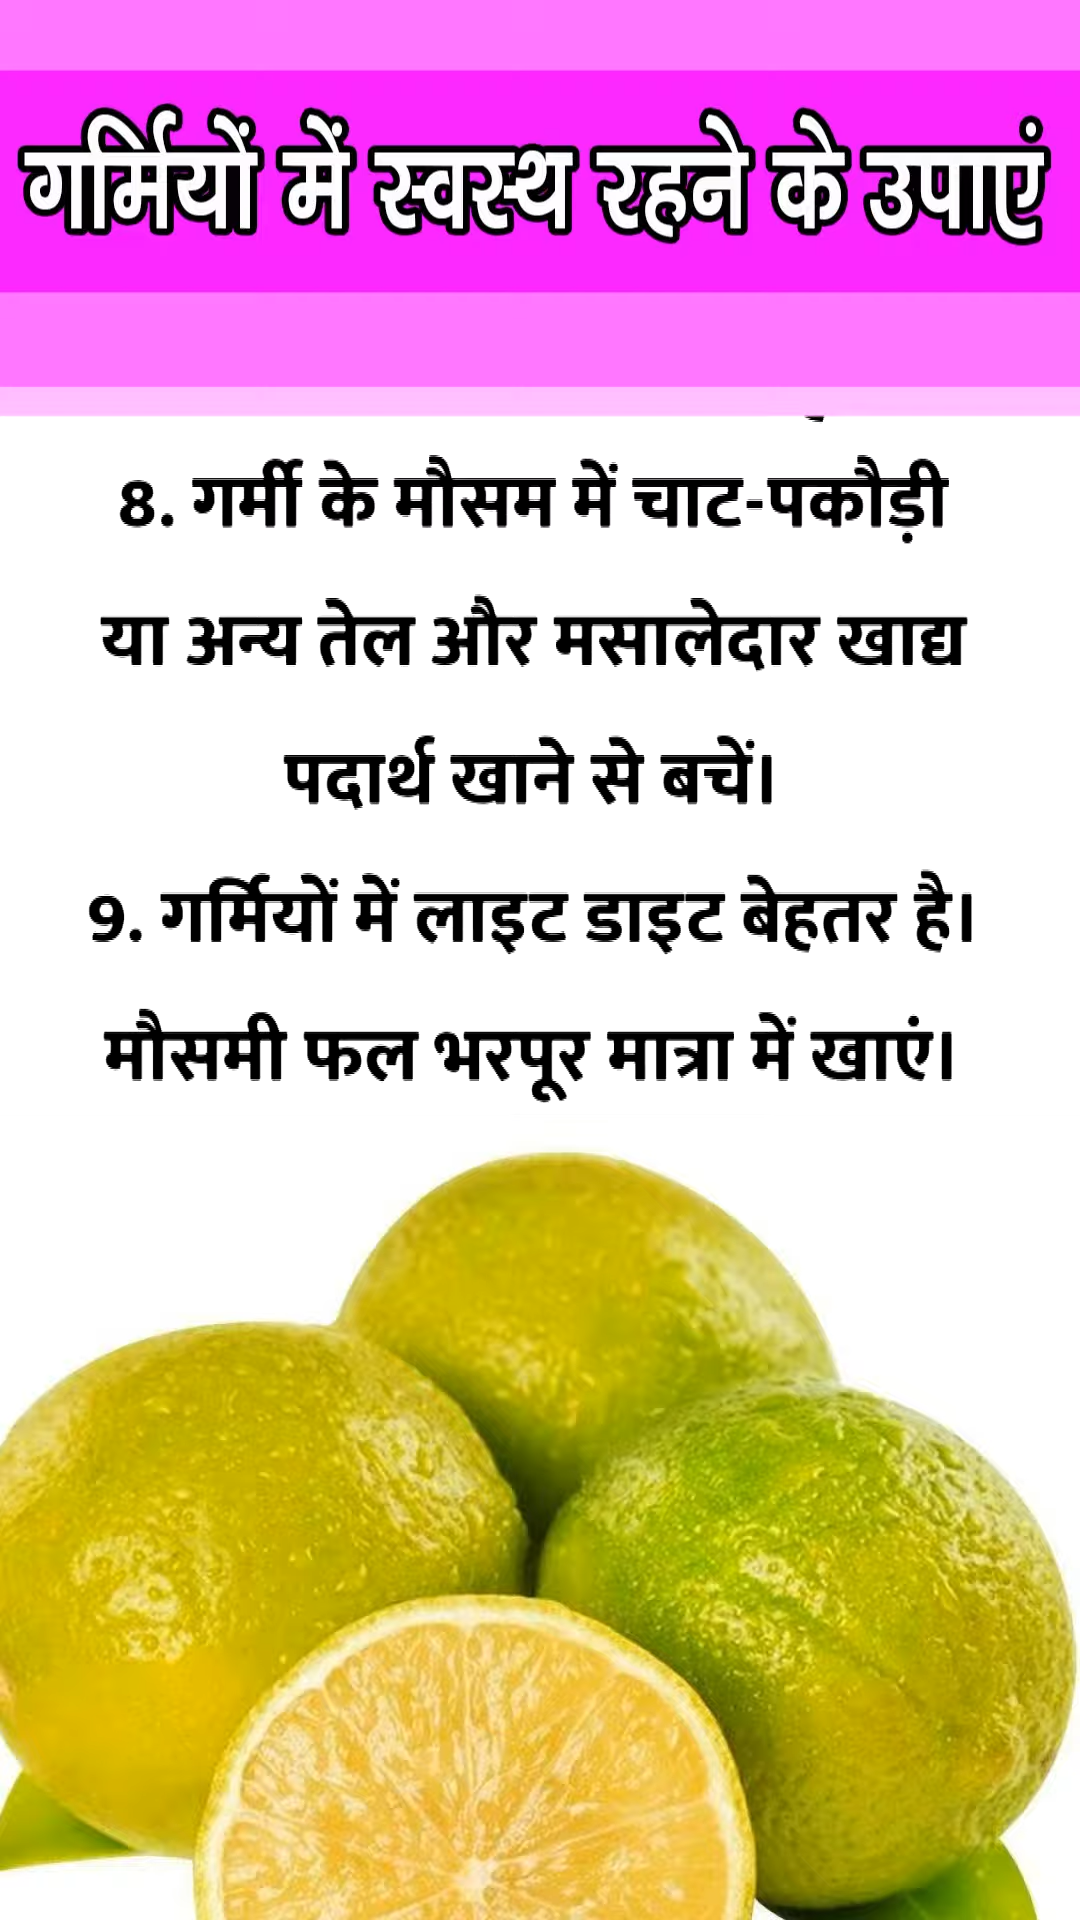 गर्मियों में स्वस्थ रहने के उपाएं
8. गर्मी के मौसम में चाट-पकौड़ी
या अन्य तेल और मसालेदार खाद्य
पदार्थ खाने से बचें।
9. गर्मियों में लाइट डाइट बेहतर है।
मौसमी फल भरपूर मात्रा में खाएं।